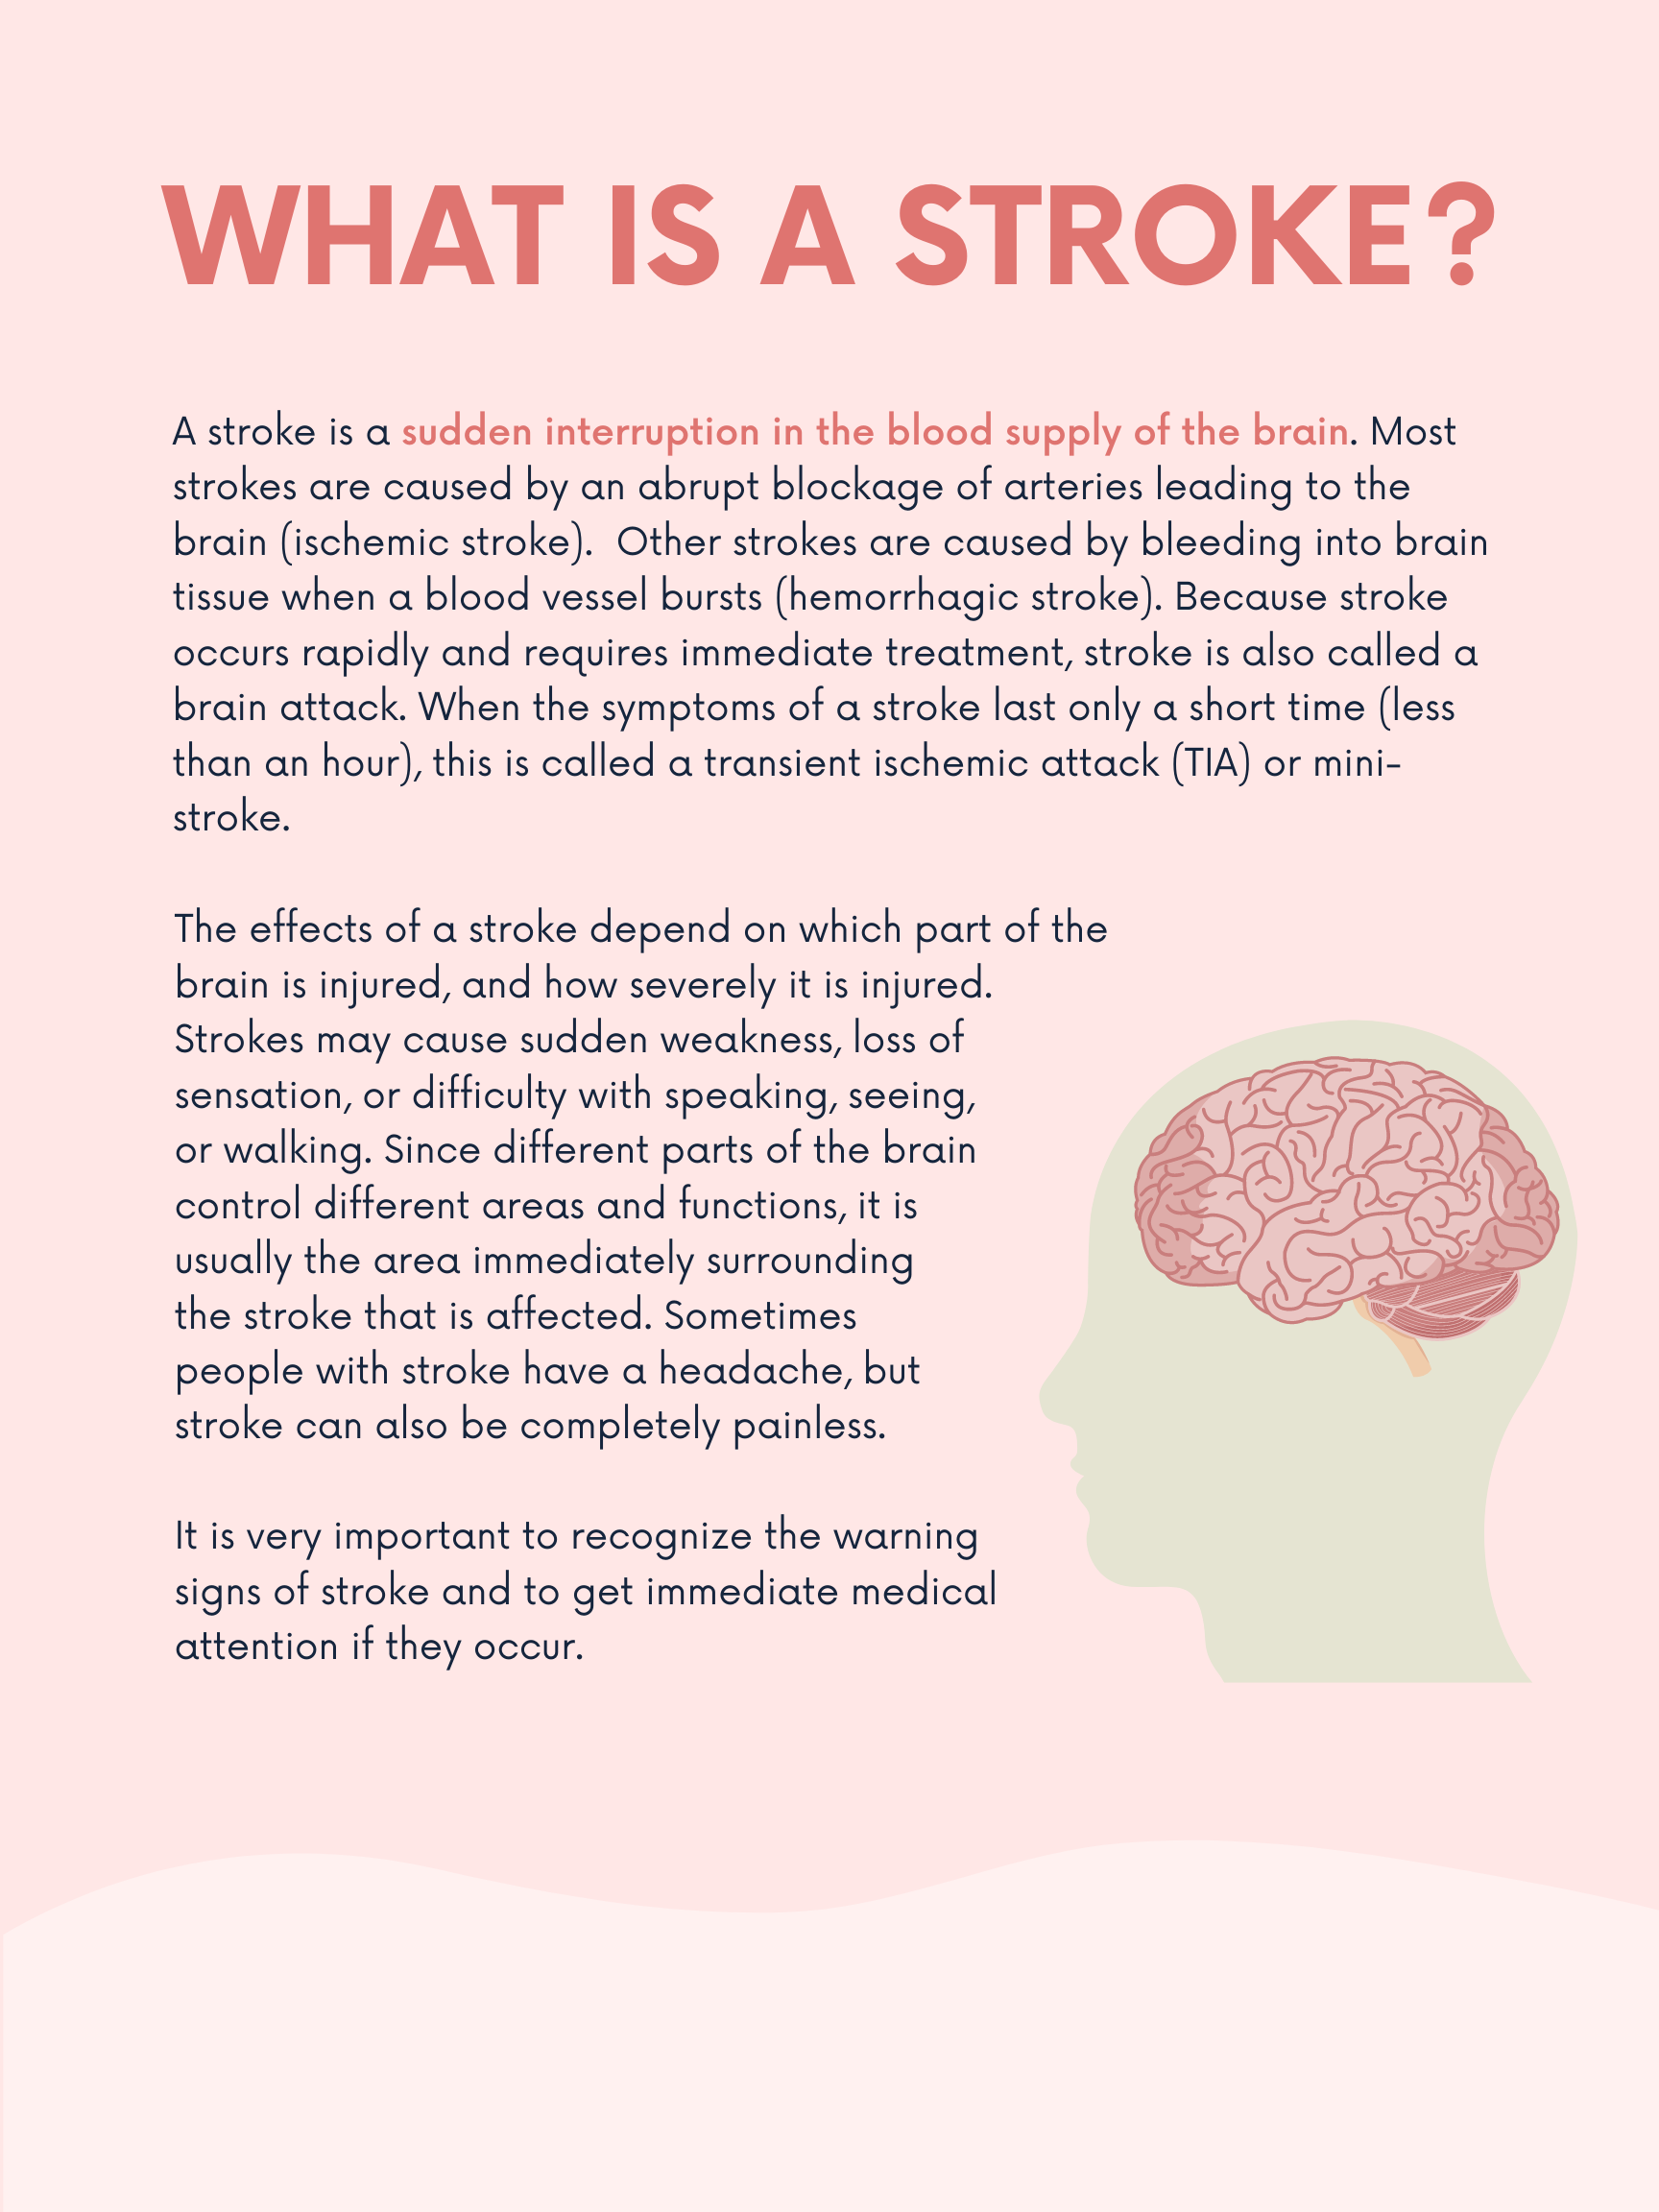 WHAT IS A STROKE?
A stroke is a sudden interruption in the blood supply of the brain. Most
strokes are caused by an abrupt blockage of arteries leading to the
brain (ischemic stroke).  Other strokes are caused by bleeding into brain
tissue when a blood vessel bursts (hemorrhagic stroke). Because stroke
occurs rapidly and requires immediate treatment, stroke is also called a
brain attack. When the symptoms of a stroke last only a short time (less
than an hour), this is called a transient ischemic attack (TIA) or mini-
stroke.
The effects of a stroke depend on which part of the
brain is injured, and how severely it is injured.
Strokes may cause sudden weakness, loss of
sensation, or difficulty with speaking, seeing,
or walking. Since different parts of the brain
control different areas and functions, it is
usually the area immediately surrounding
the stroke that is affected. Sometimes
people with stroke have a headache, but
stroke can also be completely painless.
It is very important to recognize the warning
signs of stroke and to get immediate medical
attention if they occur.